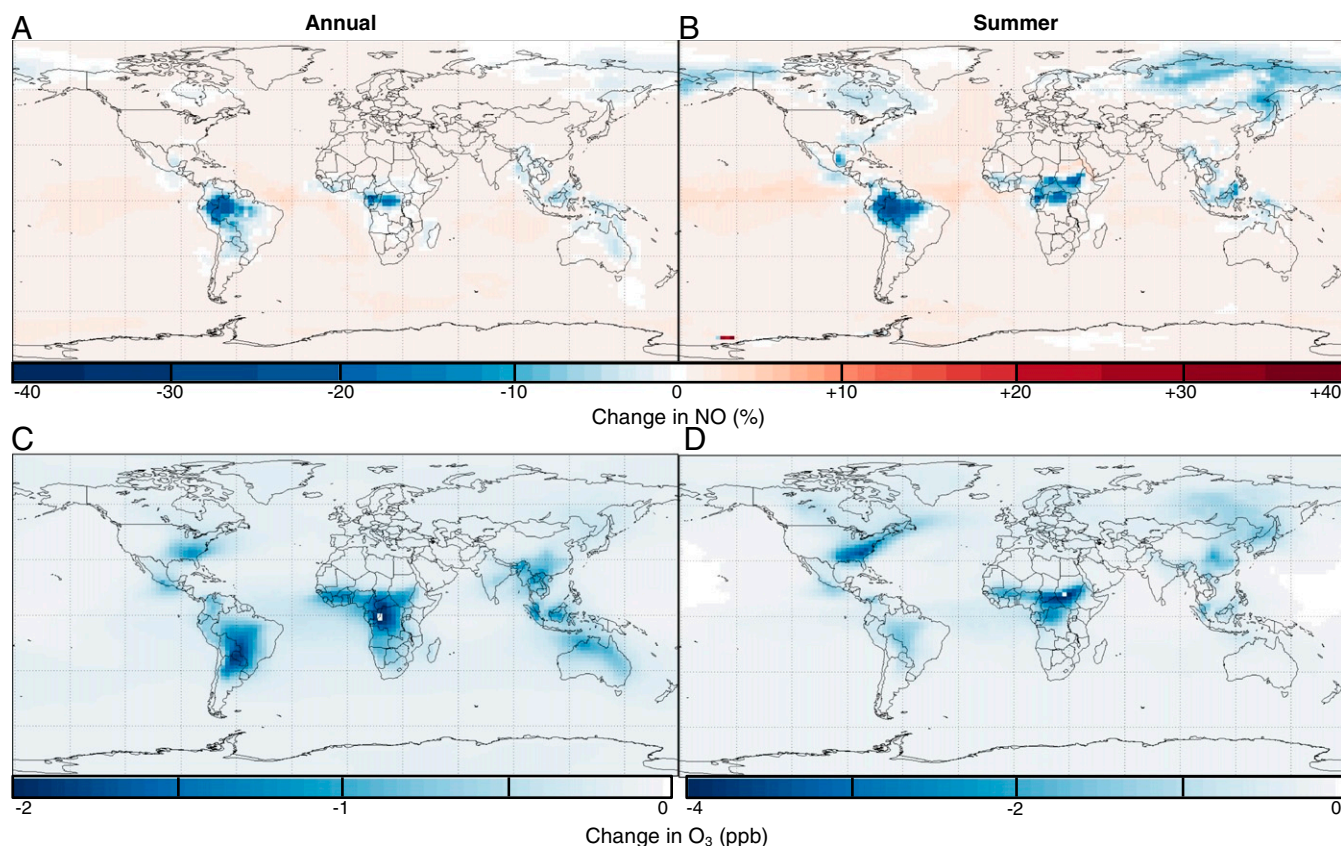 A Annual B Summer
-40 -30 -20 -10 0 +10 +20 +30 +40
Change in NO (%)
C D
-2 -1 0 -4 -2 0
Change in O₃ (ppb)